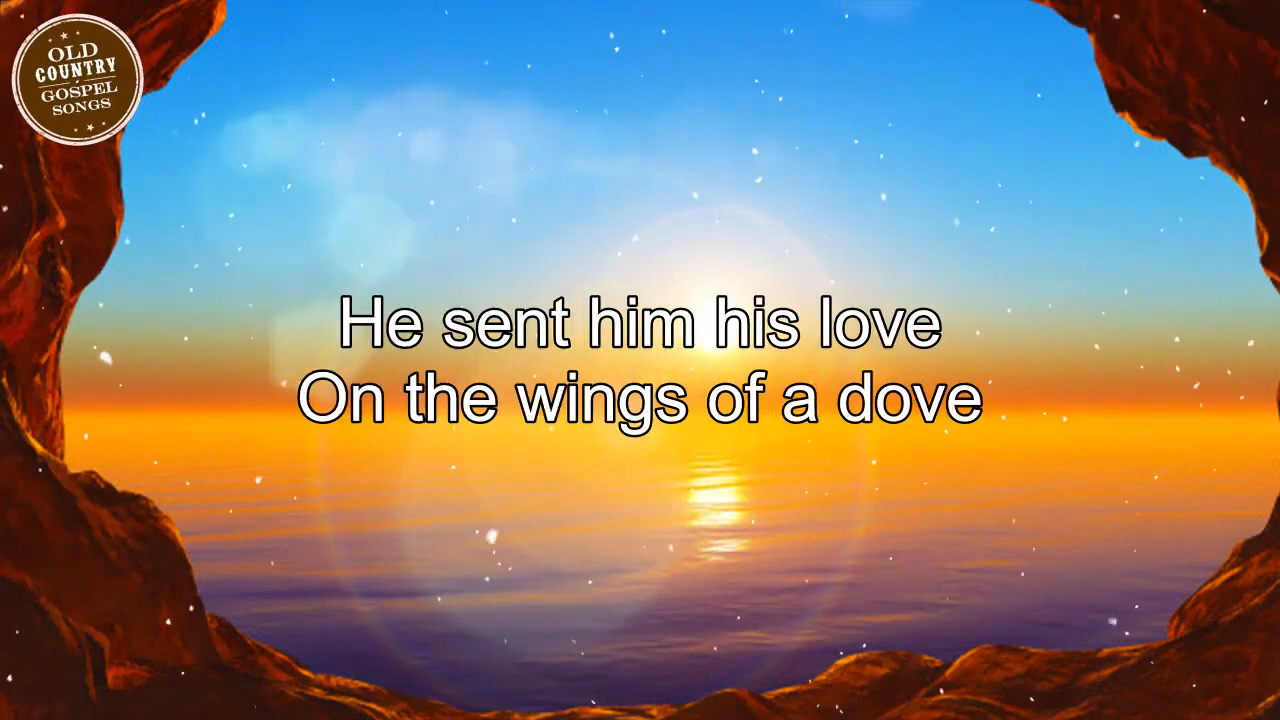 OLD
COUNTRY
GOSPEL
SONGS
He sent him his love
On the wings of a dove